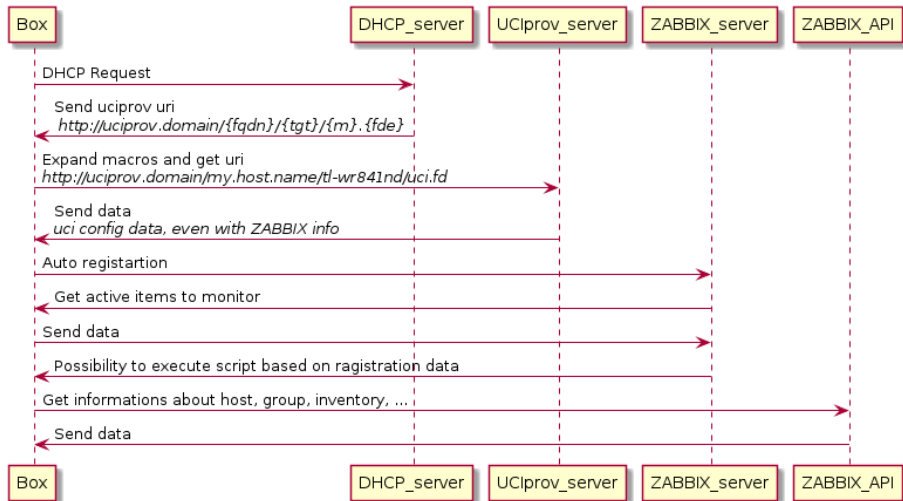 Box DHCP_server UCIprov_server ZABBIX_server ZABBIX_API
DHCP Request
Send uciprov uri
http://uciprov.domain/{fqdn}/{tgt}/{m}.{fde}
Expand macros and get uri
http://uciprov.domain/my.host.name/tl-wr841nd/uci.fd
Send data
uci config data, even with ZABBIX info
Auto registartion
Get active items to monitor
Send data
Possibility to execute script based on ragistration data
Get informations about host, group, inventory, ...
Send data
Box DHCP_server UCIprov_server ZABBIX_server ZABBIX_API